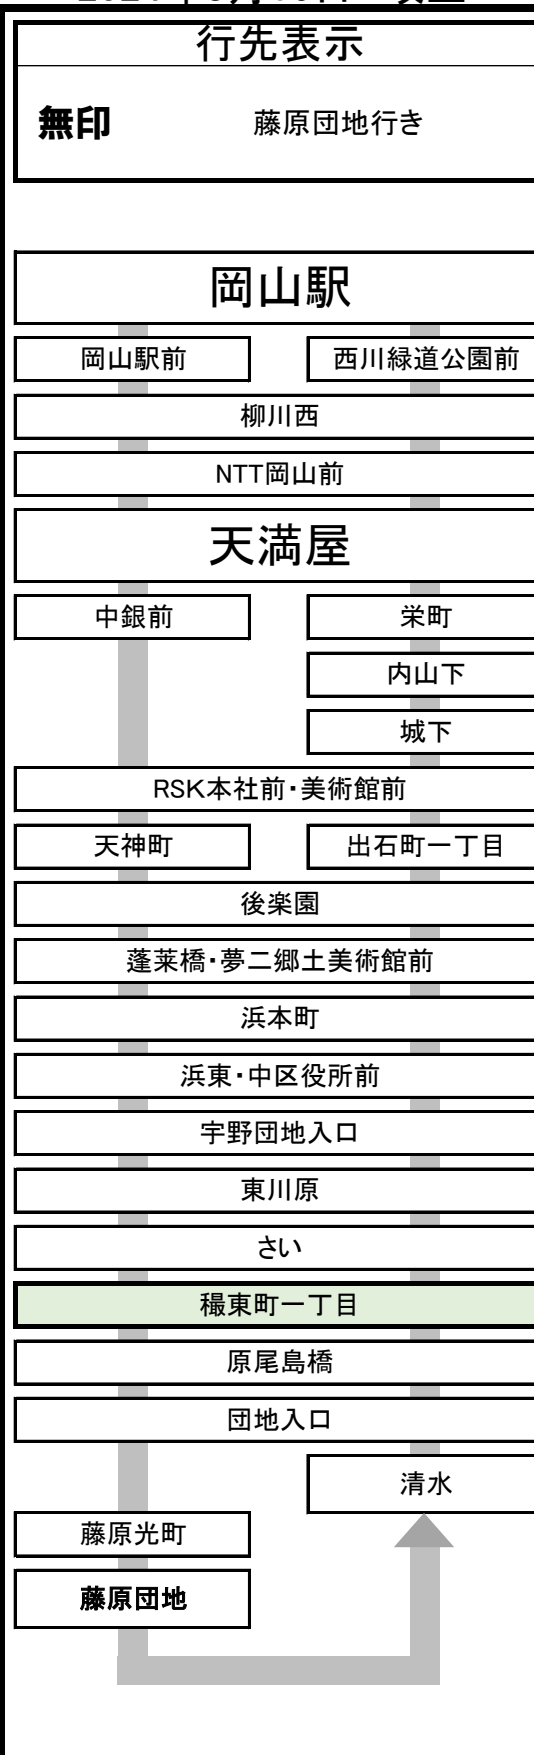 行先表示
無印 藤原団地行き
岡山駅
岡山駅前 西川緑道公園前
柳川西
NTT岡山前
天満屋
中銀前 栄町
内山下
城下
RSK本社前・美術館前
天神町 出石町一丁目
後楽園
蓬莱橋・夢二郷土美術館前
浜本町
浜東・中区役所前
宇野団地入口
東川原
さい
穝東町一丁目
原尾島橋
団地入口
清水
藤原光町
藤原団地